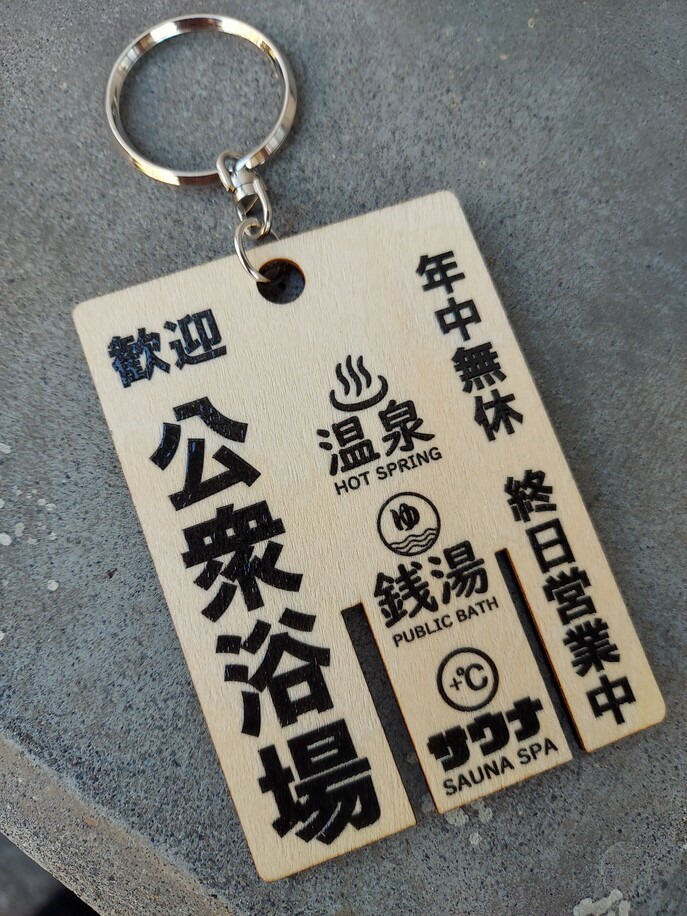 歓迎
公衆浴場
温泉
HOT SPRING
ゆ
銭湯
PUBLIC BATH
+℃
サウナ
SAUNA SPA
年中無休
終日営業中